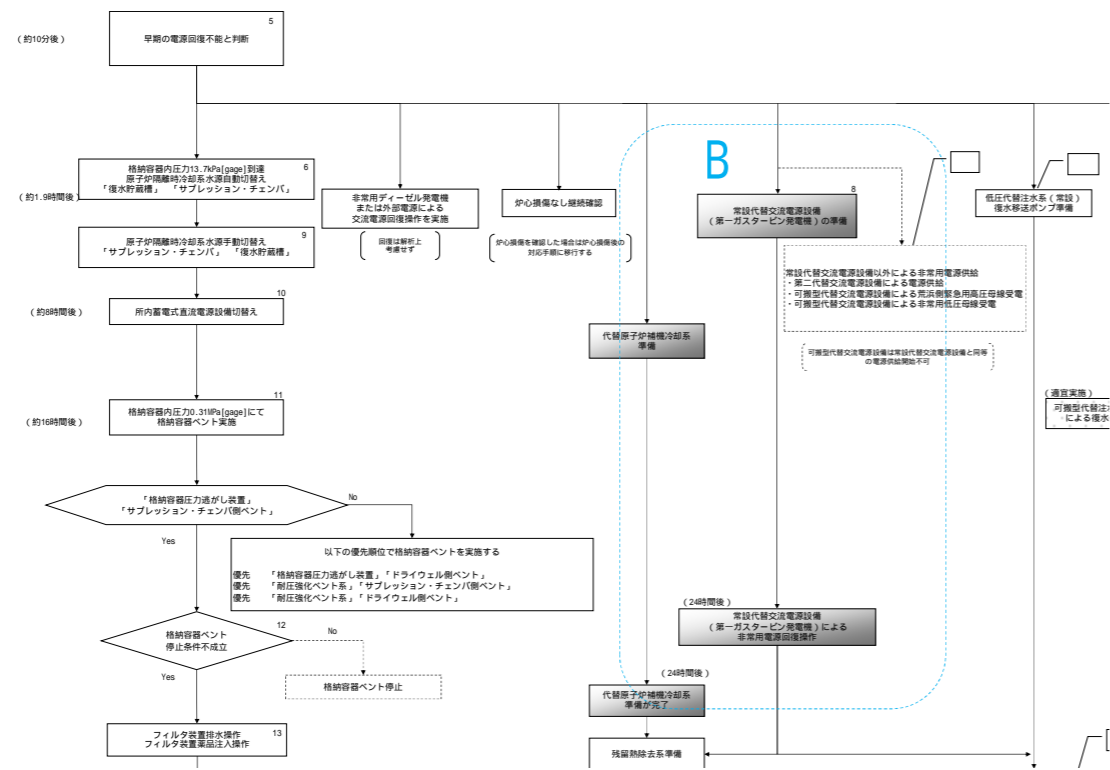 5
(約10分後)
早期の電源回復不能と判断
B
格納容器内圧力13.7kPa[gage]到達
6
原子炉隔離時冷却系水源自動切替え
「復水貯蔵槽」 「サプレッション・チェンバ」
(約1.9時間後)
非常用ディーゼル発電機
または外部電源による
交流電源回復操作を実施
回復は解析上
考慮せず
炉心損傷なし継続確認
炉心損傷を確認した場合は炉心損傷後の
対応手順に移行する
8
常設代替交流電源設備
(第一ガスタービン発電機)の準備
低圧代替注水系(常設)
復水移送ポンプ準備
9
原子炉隔離時冷却系水源手動切替え
「サプレッション・チェンバ」 「復水貯蔵槽」
常設代替交流電源設備以外による非常用電源供給
・第二代替交流電源設備による電源供給
・可搬型代替交流電源設備による荒浜側緊急用高圧母線受電
・可搬型代替交流電源設備による非常用低圧母線受電
10
(約8時間後)
所内蓄電式直流電源設備切替え
代替原子炉補機冷却系
準備
可搬型代替交流電源設備は常設代替交流電源設備と同等
の電源供給開始不可
11
(約16時間後)
格納容器内圧力0.31MPa[gage]にて
格納容器ベント実施
(適宜実施)
可搬型代替注
による復水
「格納容器圧力逃がし装置」
「サプレッション・チェンバ側ベント」
No
Yes
以下の優先順位で格納容器ベントを実施する
優先 「格納容器圧力逃がし装置」「ドライウェル側ベント」
優先 「耐圧強化ベント系」「サプレッション・チェンバ側ベント」
優先 「耐圧強化ベント系」「ドライウェル側ベント」
(24時間後)
常設代替交流電源設備
(第一ガスタービン発電機)による
非常用電源回復操作
12
格納容器ベント
停止条件不成立
No
Yes
格納容器ベント停止
(24時間後)
代替原子炉補機冷却系
準備が完了
13
フィルタ装置排水操作
フィルタ装置薬品注入操作
残留熱除去系準備